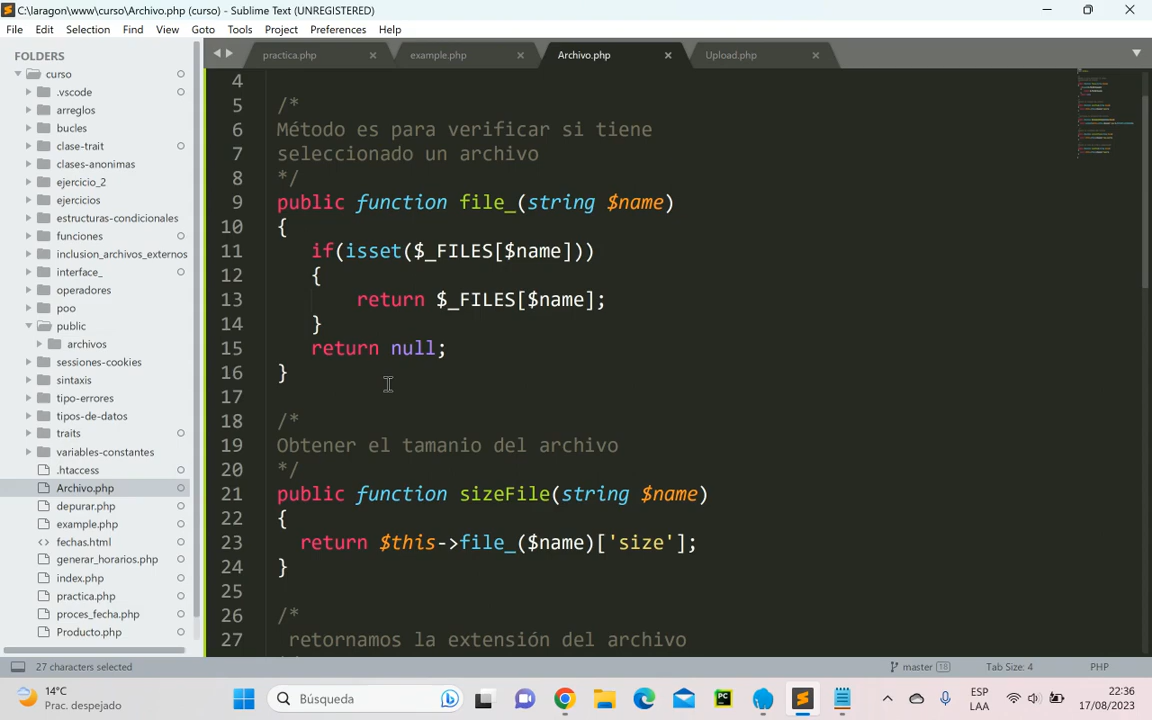 C:\laragon\www\curso\Archivo.php (curso) - Sublime Text (UNREGISTERED)
File Edit Selection Find View Goto Tools Project Preferences Help
FOLDERS
curso
.vscode
arreglos
bucles
clase-trait
clases-anonimas
ejercicio_2
ejercicios
estructuras-condicionales
funciones
inclusion_archivos_externos
interface_
operadores
poo
public
archivos
sessiones-cookies
sintaxis
tipo-errores
tipos-de-datos
traits
variables-constantes
.htaccess
Archivo.php
depurar.php
example.php
fechas.html
generar_horarios.php
index.php
practica.php
proces_fecha.php
Producto.php
practica.php example.php Archivo.php Upload.php
4
5 /*
6 Método es para verificar si tiene
7 seleccionado un archivo
8 */
9 public function file_(string $name)
10 {
11 if(isset($_FILES[$name]))
12 {
13 return $_FILES[$name];
14 }
15 return null;
16 }
17
18 /*
19 Obtener el tamanio del archivo
20 */
21 public function sizeFile(string $name)
22 {
23 return $this->file_($name)['size'];
24 }
25
26 /*
27 retornamos la extensión del archivo
27 characters selected
master 18
Tab Size: 4
PHP
14°C
Prac. despejado
Búsqueda
ESP
LAA
22:36
17/08/2023